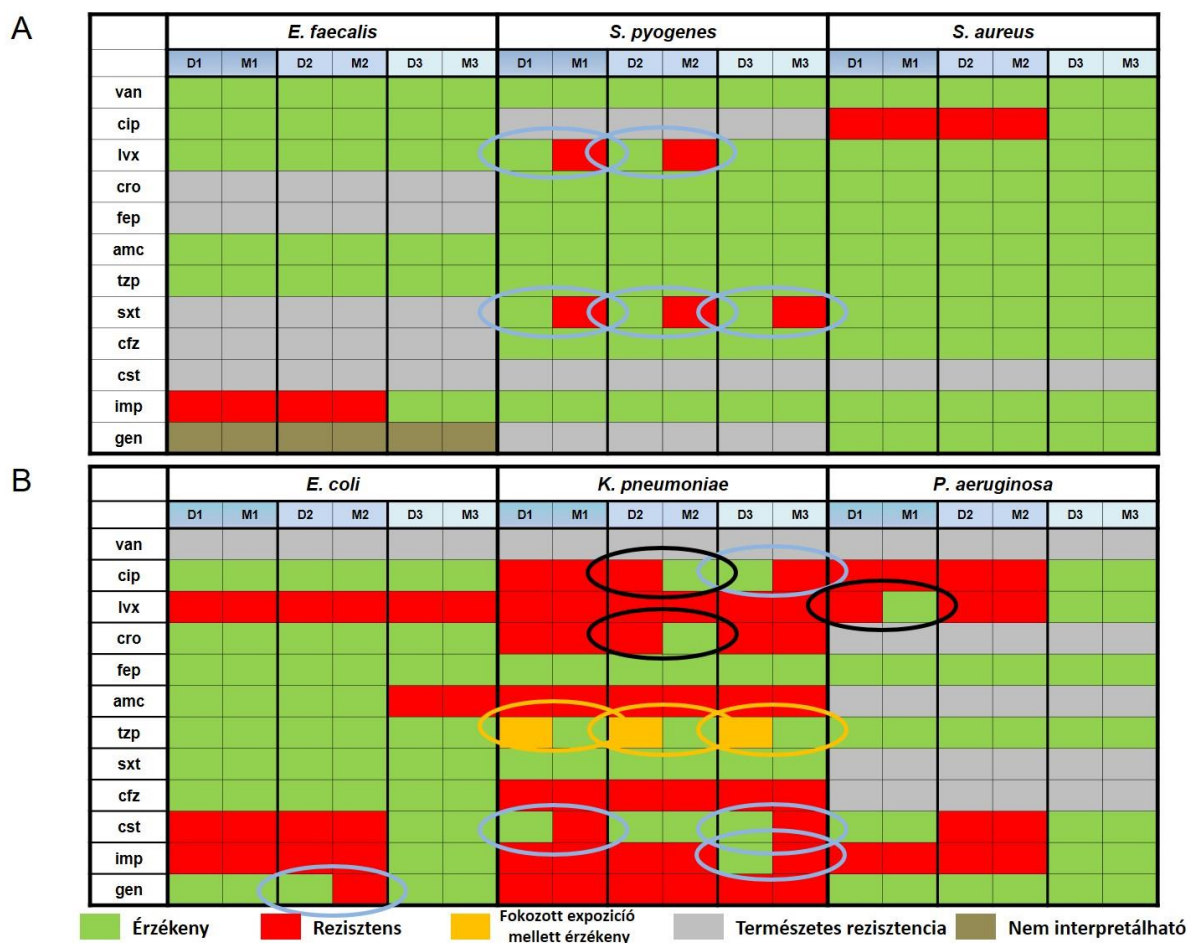 A
E. faecalis S. pyogenes S. aureus
D1 M1 D2 M2 D3 M3 D1 M1 D2 M2 D3 M3 D1 M1 D2 M2 D3 M3
van
cip
lvx
cro
fep
amc
tzp
sxt
cfz
cst
imp
gen
B
E. coli K. pneumoniae P. aeruginosa
D1 M1 D2 M2 D3 M3 D1 M1 D2 M2 D3 M3 D1 M1 D2 M2 D3 M3
van
cip
lvx
cro
fep
amc
tzp
sxt
cfz
cst
imp
gen
Érzékeny
Rezisztens
Fokozott expozíció
mellett érzékeny
Természetes rezisztencia
Nem interpretálható